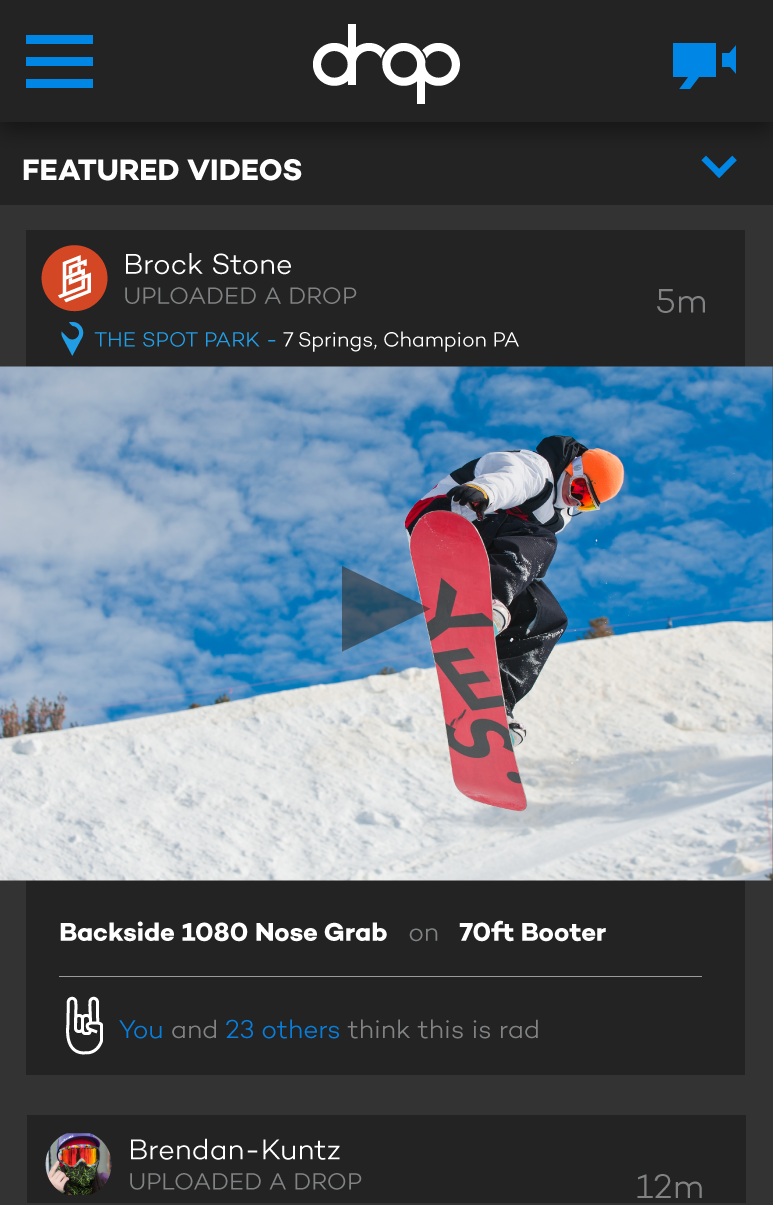 drop
FEATURED VIDEOS
Brock Stone
UPLOADED A DROP
5m
THE SPOT PARK - 7 Springs, Champion PA
Backside 1080 Nose Grab on 70ft Booter
You and 23 others think this is rad
Brendan-Kuntz
UPLOADED A DROP
12m